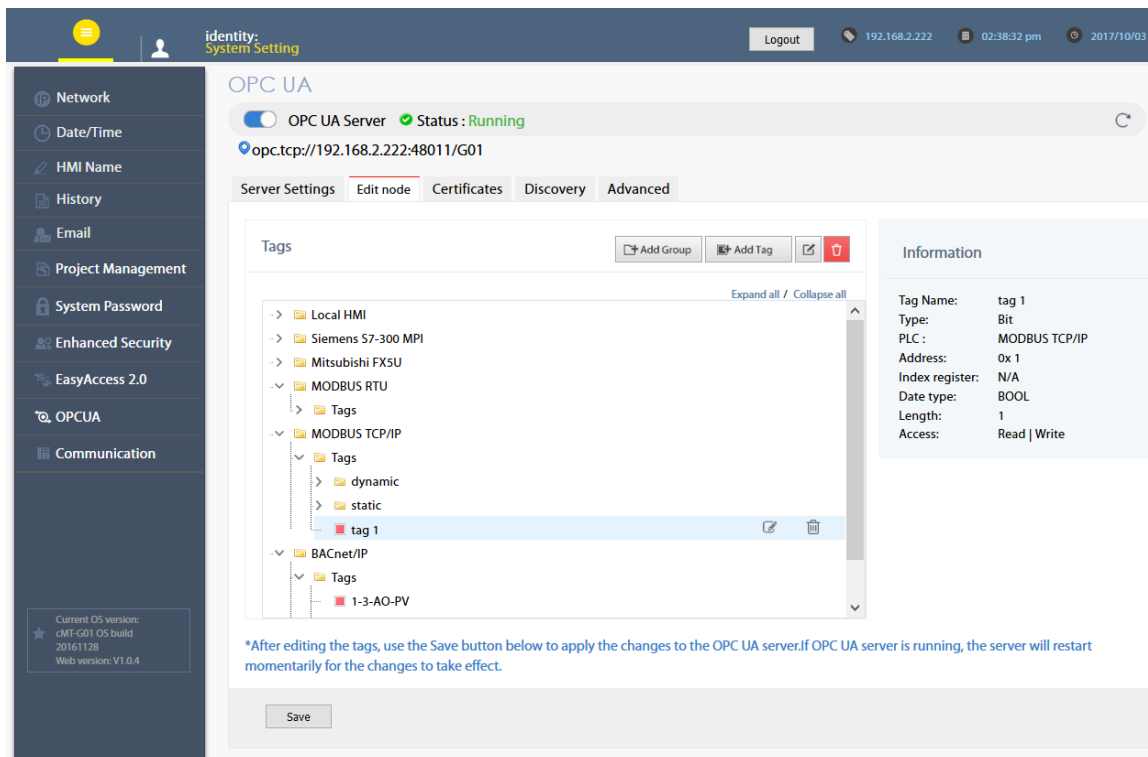 identity:
System Setting
Logout
192.168.2.222
02:38:32 pm
2017/10/03
Network
Date/Time
HMI Name
History
Email
Project Management
System Password
Enhanced Security
EasyAccess 2.0
OPCUA
Communication
Current OS version:
cMT-G01 OS build
20161128
Web version: V1.0.4
OPC UA
OPC UA Server Status : Running
opc.tcp://192.168.2.222:48011/G01
Server Settings Edit node Certificates Discovery Advanced
Tags
Add Group Add Tag
Expand all / Collapse all
Local HMI
Siemens S7-300 MPI
Mitsubishi FX5U
MODBUS RTU
Tags
MODBUS TCP/IP
Tags
dynamic
static
tag 1
BACnet/IP
Tags
1-3-AO-PV
Information
Tag Name: tag 1
Type: Bit
PLC : MODBUS TCP/IP
Address: 0x 1
Index register: N/A
Date type: BOOL
Length: 1
Access: Read | Write
*After editing the tags, use the Save button below to apply the changes to the OPC UA server.If OPC UA server is running, the server will restart
momentarily for the changes to take effect.
Save